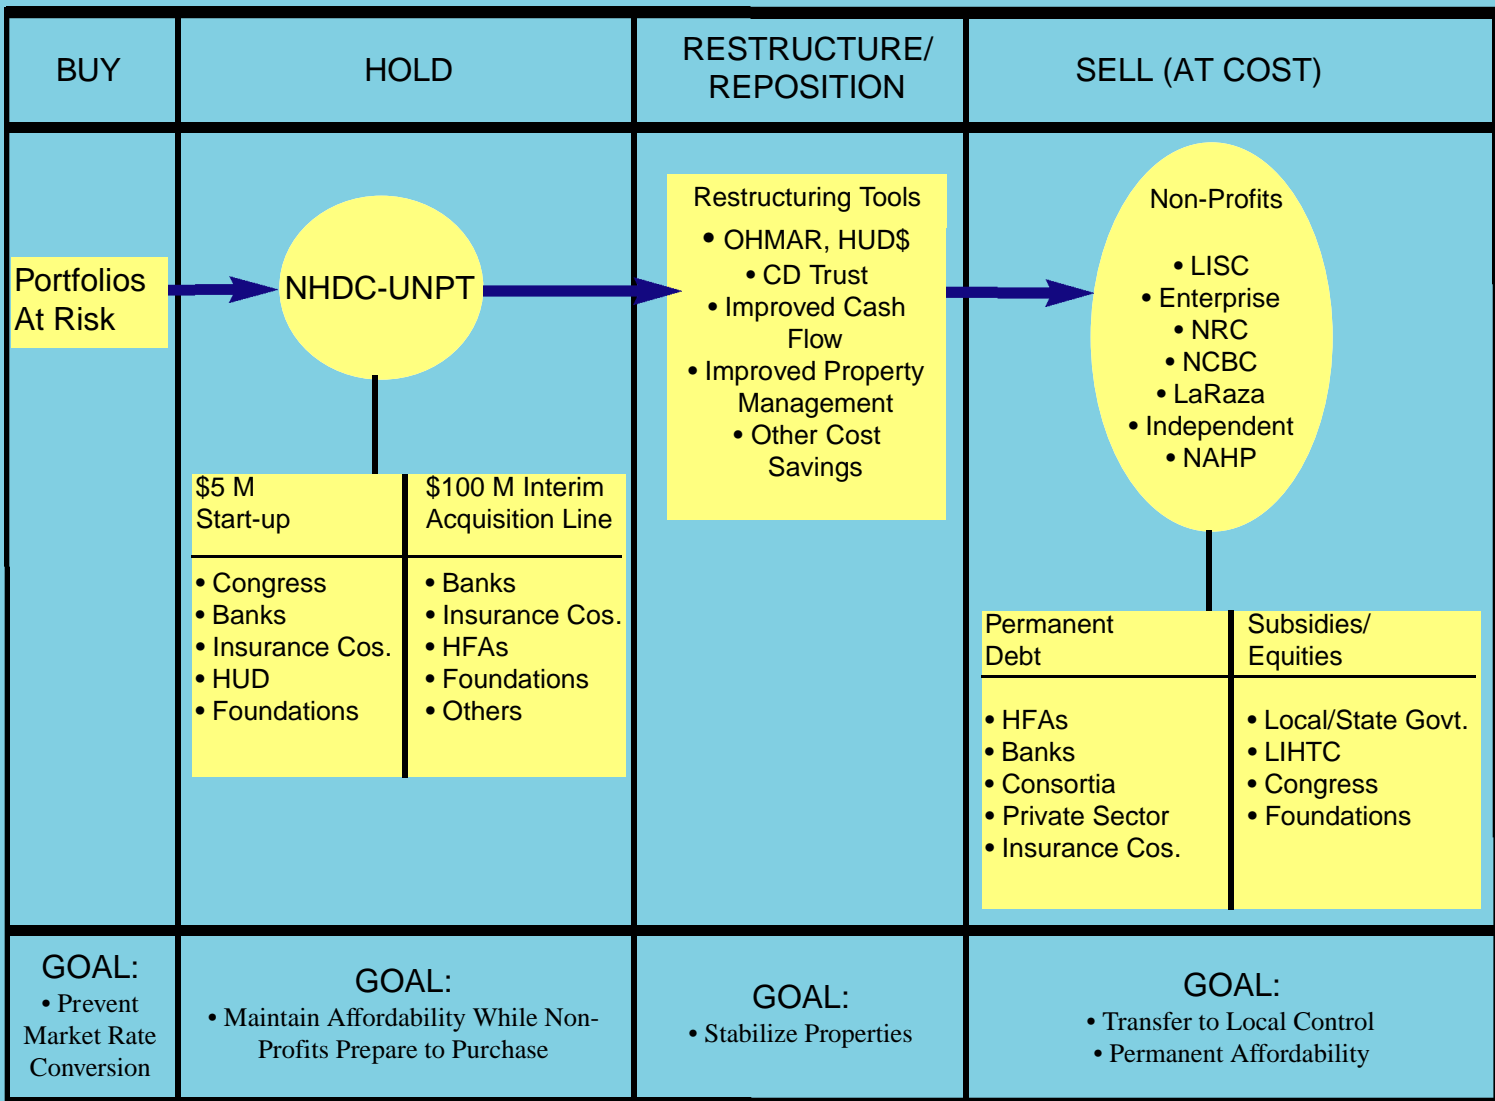 BUY
HOLD
RESTRUCTURE/
REPOSITION
SELL (AT COST)
Portfolios
At Risk
NHDC-UNPT
$5 M
Start-up
• Congress
• Banks
• Insurance Cos.
• HUD
• Foundations
$100 M Interim
Acquisition Line
• Banks
• Insurance Cos.
• HFAs
• Foundations
• Others
Restructuring Tools
• OHMAR, HUD$
• CD Trust
• Improved Cash
Flow
• Improved Property
Management
• Other Cost
Savings
Non-Profits
• LISC
• Enterprise
• NRC
• NCBC
• LaRaza
• Independent
• NAHP
Permanent
Debt
• HFAs
• Banks
• Consortia
• Private Sector
• Insurance Cos.
Subsidies/
Equities
• Local/State Govt.
• LIHTC
• Congress
• Foundations
GOAL:
• Prevent
Market Rate
Conversion
GOAL:
• Maintain Affordability While Non-
Profits Prepare to Purchase
GOAL:
• Stabilize Properties
GOAL:
• Transfer to Local Control
• Permanent Affordability